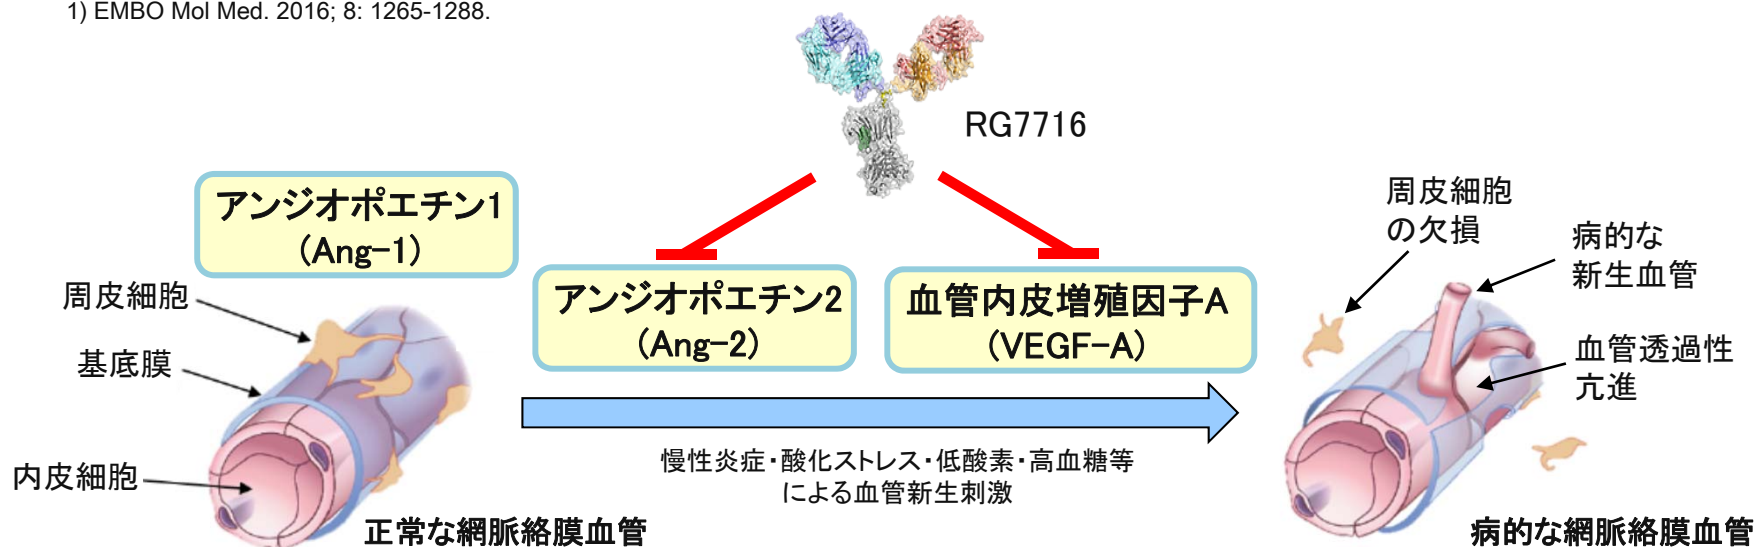 1) EMBO Mol Med. 2016; 8: 1265-1288.
RG7716
アンジオポエチン1
(Ang-1)
アンジオポエチン2
(Ang-2)
血管内皮増殖因子A
(VEGF-A)
周皮細胞
基底膜
内皮細胞
正常な網脈絡膜血管
慢性炎症・酸化ストレス・低酸素・高血糖等
による血管新生刺激
周皮細胞
の欠損
病的な
新生血管
血管透過性
亢進
病的な網脈絡膜血管